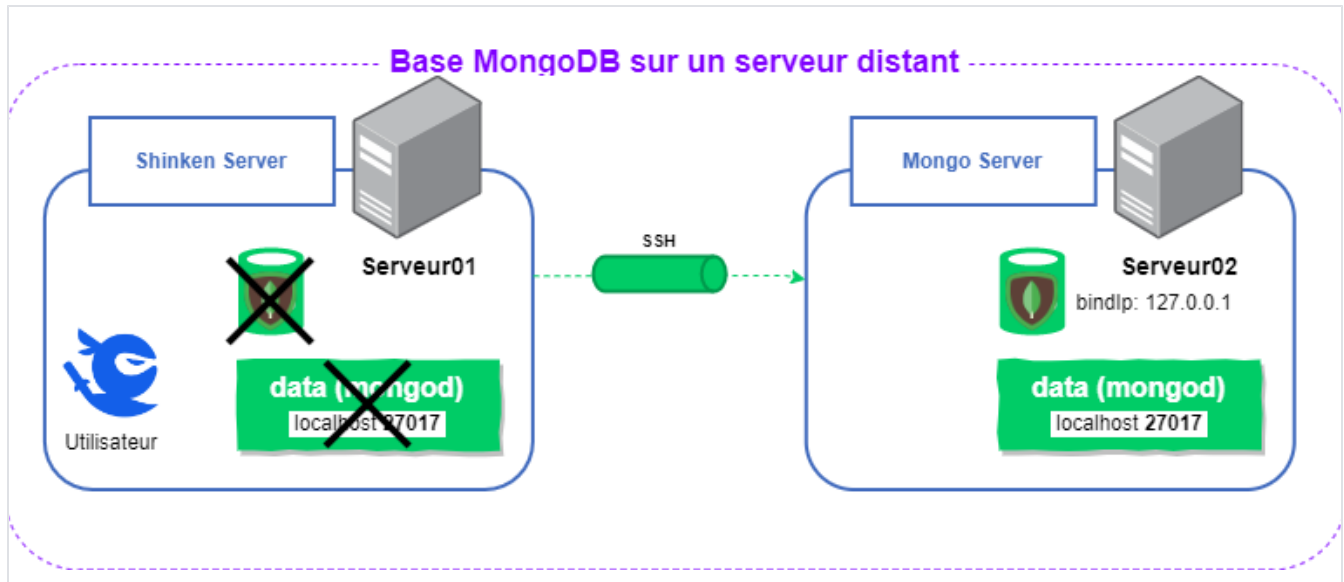 Base MongoDB sur un serveur distant
Shinken Server
Mongo Server
SSH
Serveur01
Serveur02
bindIp: 127.0.0.1
data (mongod)
localhost 27017
data (mongod)
localhost 27017
Utilisateur